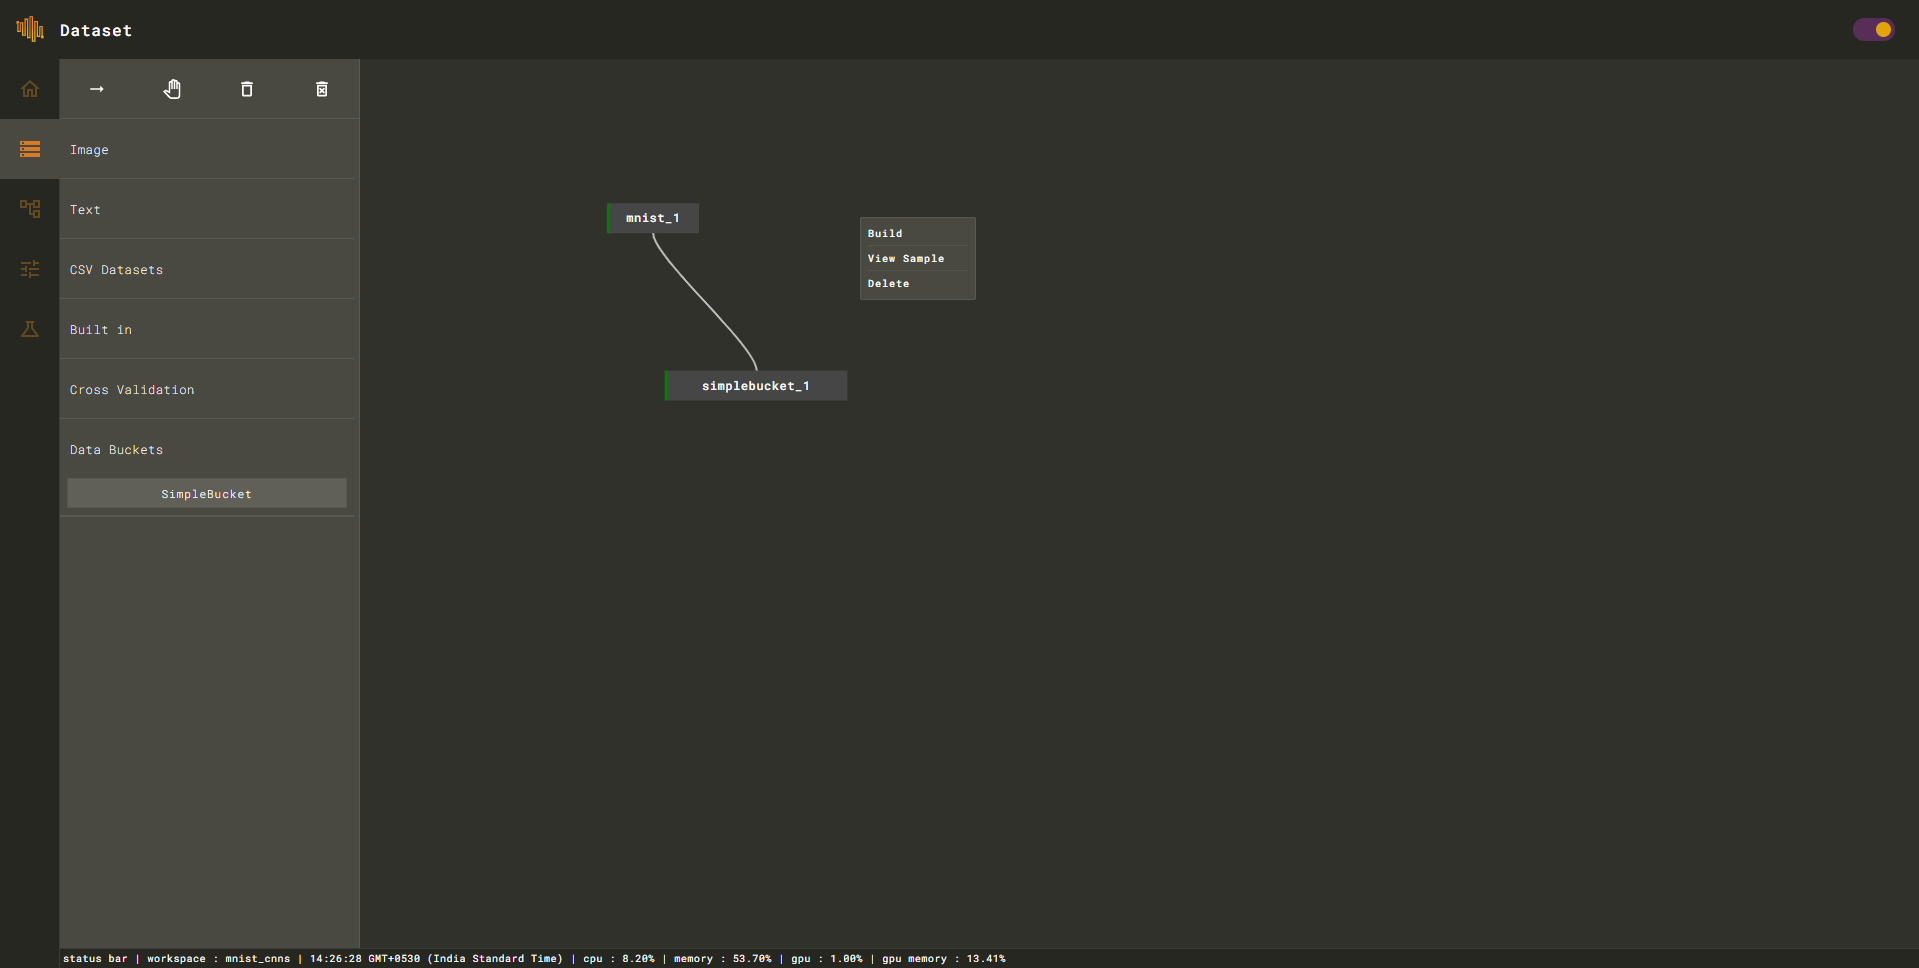 Dataset
Image
Text
CSV Datasets
Built in
Cross Validation
Data Buckets
SimpleBucket
mnist_1
simplebucket_1
Build
View Sample
Delete
status bar | workspace : mnist_cnns | 14:26:28 GMT+0530 (India Standard Time) | cpu : 8.20% | memory : 53.70% | gpu : 1.00% | gpu memory : 13.41%